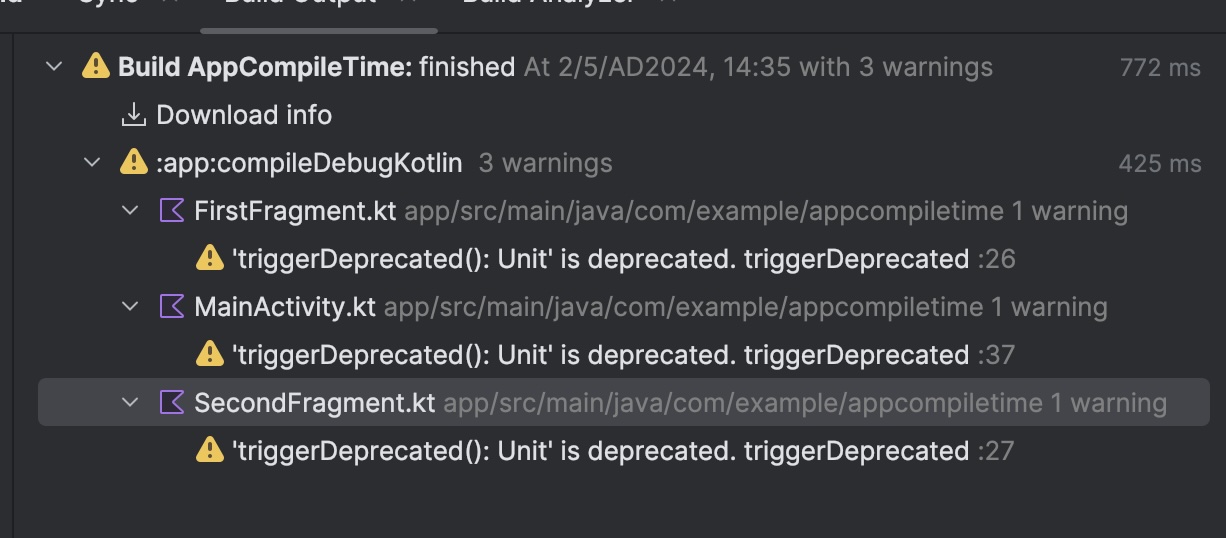 Sync Build Output Build Analyzer
Build AppCompileTime: finished At 2/5/AD2024, 14:35 with 3 warnings 772 ms
Download info
:app:compileDebugKotlin 3 warnings 425 ms
FirstFragment.kt app/src/main/java/com/example/appcompiletime 1 warning
'triggerDeprecated(): Unit' is deprecated. triggerDeprecated :26
MainActivity.kt app/src/main/java/com/example/appcompiletime 1 warning
'triggerDeprecated(): Unit' is deprecated. triggerDeprecated :37
SecondFragment.kt app/src/main/java/com/example/appcompiletime 1 warning
'triggerDeprecated(): Unit' is deprecated. triggerDeprecated :27